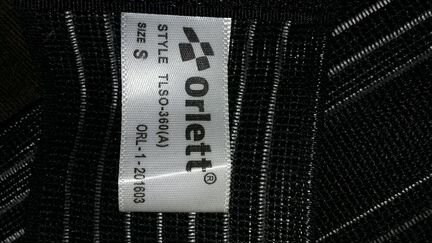 Orlett®
STYLE TLSO-360(A)
SIZE S ORL-1-201603